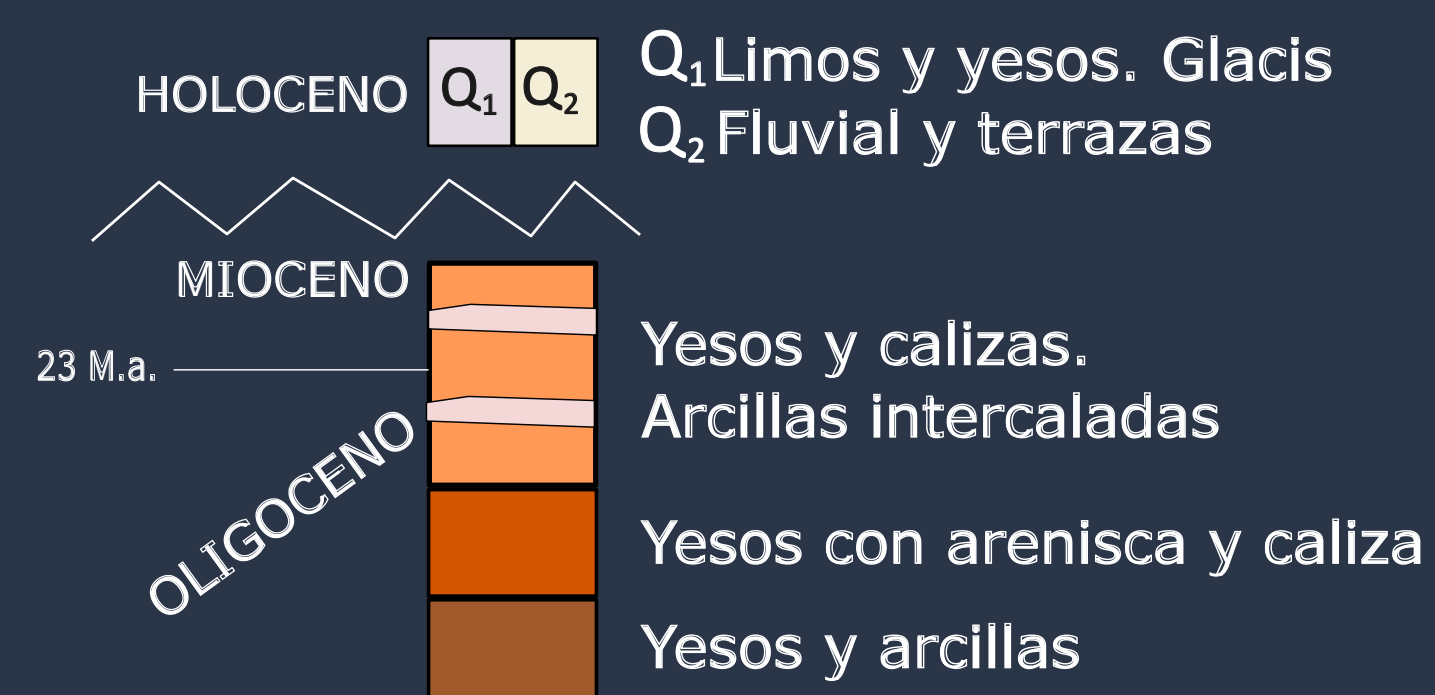 HOLOCENO
Q₁ Q₂
Q₁ Limos y yesos. Glacis
Q₂ Fluvial y terrazas
MIOCENO
23 M.a.
Yesos y calizas.
Arcillas intercaladas
OLIGOCENO
Yesos con arenisca y caliza
Yesos y arcillas